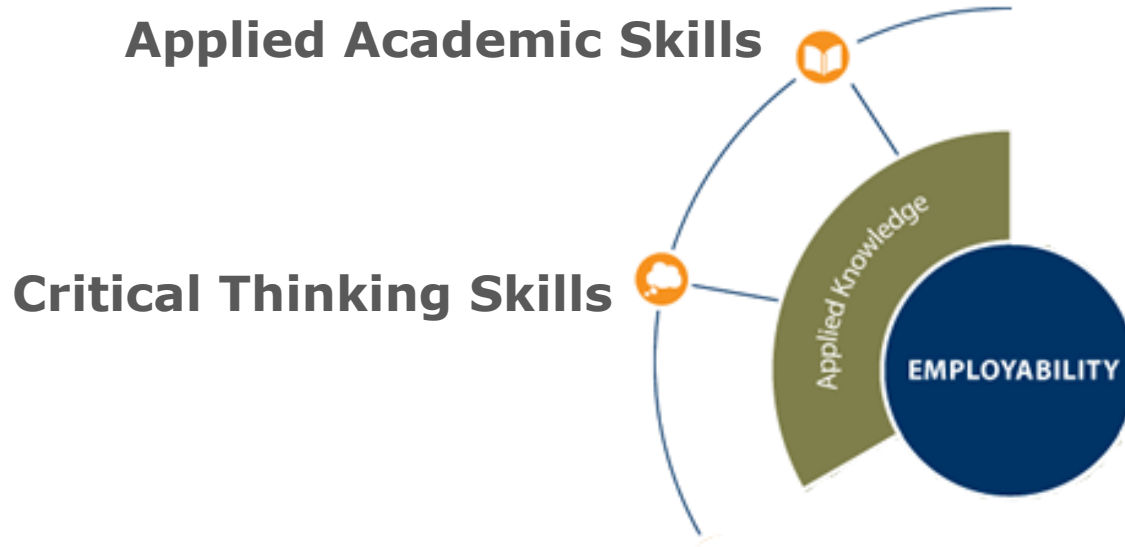 Applied Academic Skills
Critical Thinking Skills
Applied Knowledge
EMPLOYABILITY